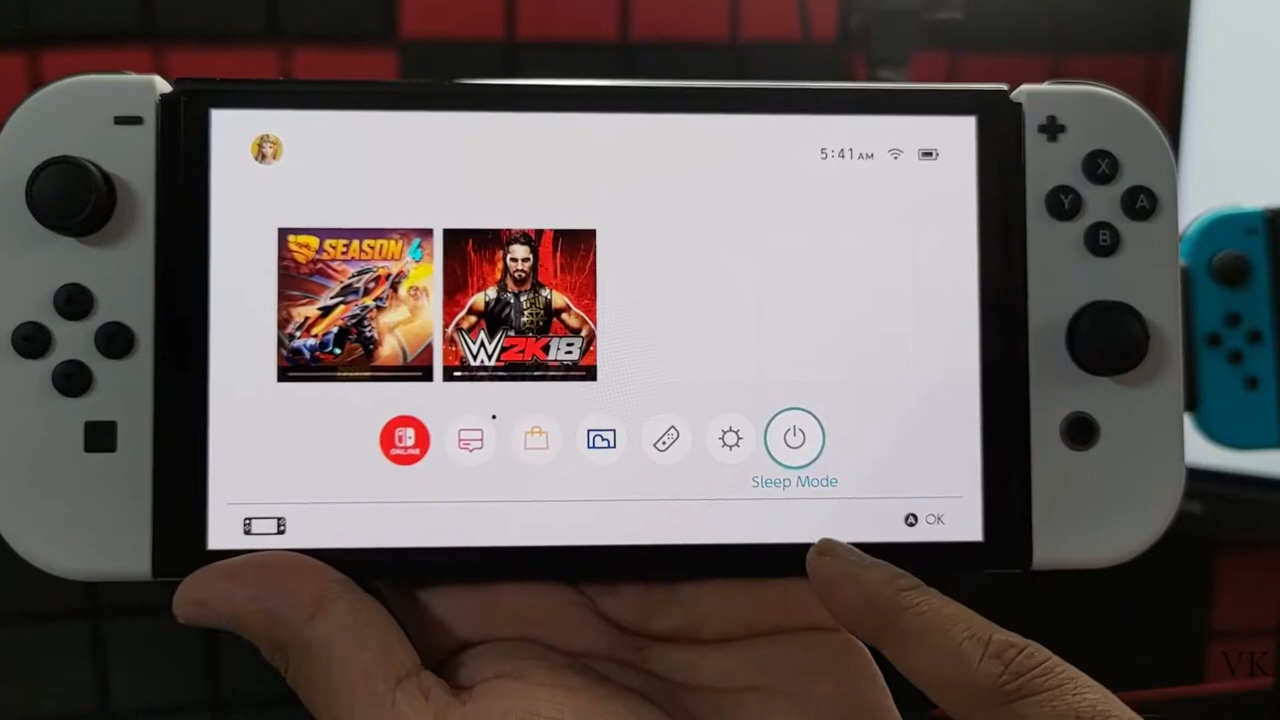 5:41 AM
SEASON 4
W2K18
ONLINE
Sleep Mode
A OK
X
Y
A
B
VK